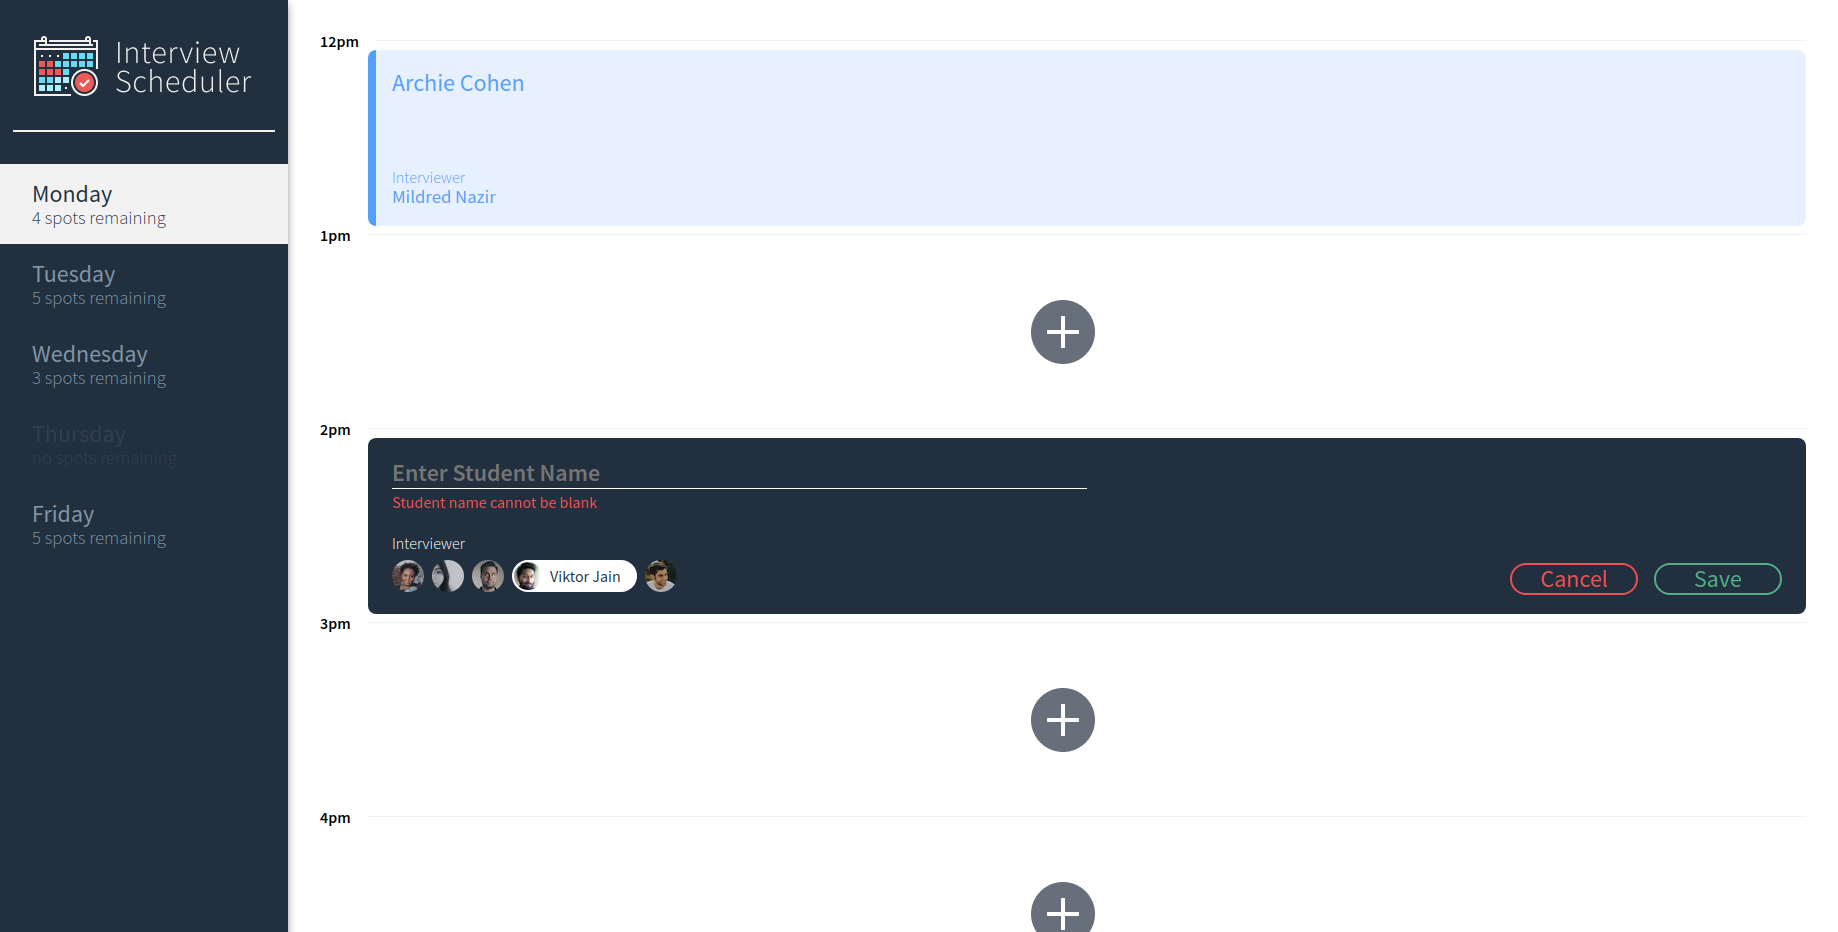 Interview
Scheduler
Monday
4 spots remaining
Tuesday
5 spots remaining
Wednesday
3 spots remaining
Thursday
no spots remaining
Friday
5 spots remaining
12pm
Archie Cohen
Interviewer
Mildred Nazir
1pm
2pm
Enter Student Name
Student name cannot be blank
Interviewer
Viktor Jain
Cancel
Save
3pm
4pm